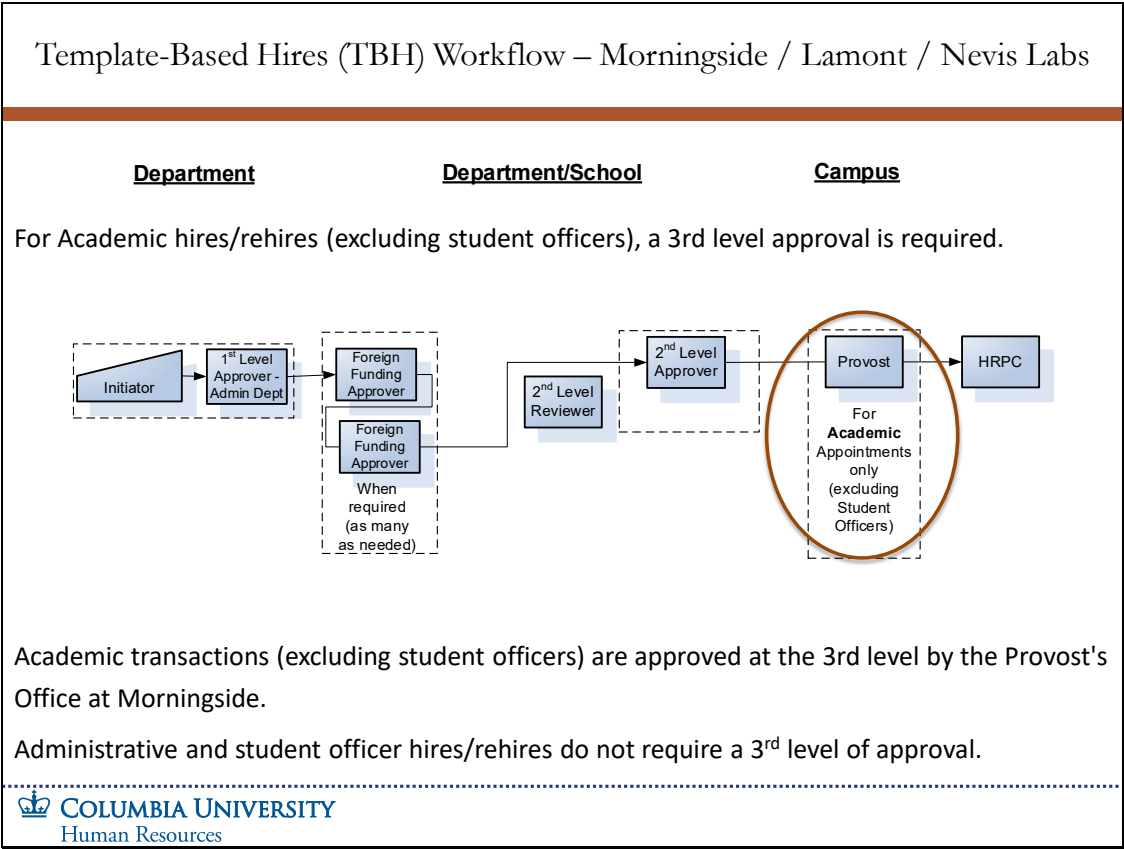 Template-Based Hires (TBH) Workflow – Morningside / Lamont / Nevis Labs
Department
Department/School
Campus
For Academic hires/rehires (excluding student officers), a 3rd level approval is required.
Initiator
1st Level
Approver -
Admin Dept
Foreign
Funding
Approver
Foreign
Funding
Approver
When
required
(as many
as needed)
2nd Level
Reviewer
2nd Level
Approver
Provost
For
Academic
Appointments
only
(excluding
Student
Officers)
HRPC
Academic transactions (excluding student officers) are approved at the 3rd level by the Provost's
Office at Morningside.
Administrative and student officer hires/rehires do not require a 3rd level of approval.
COLUMBIA UNIVERSITY
Human Resources